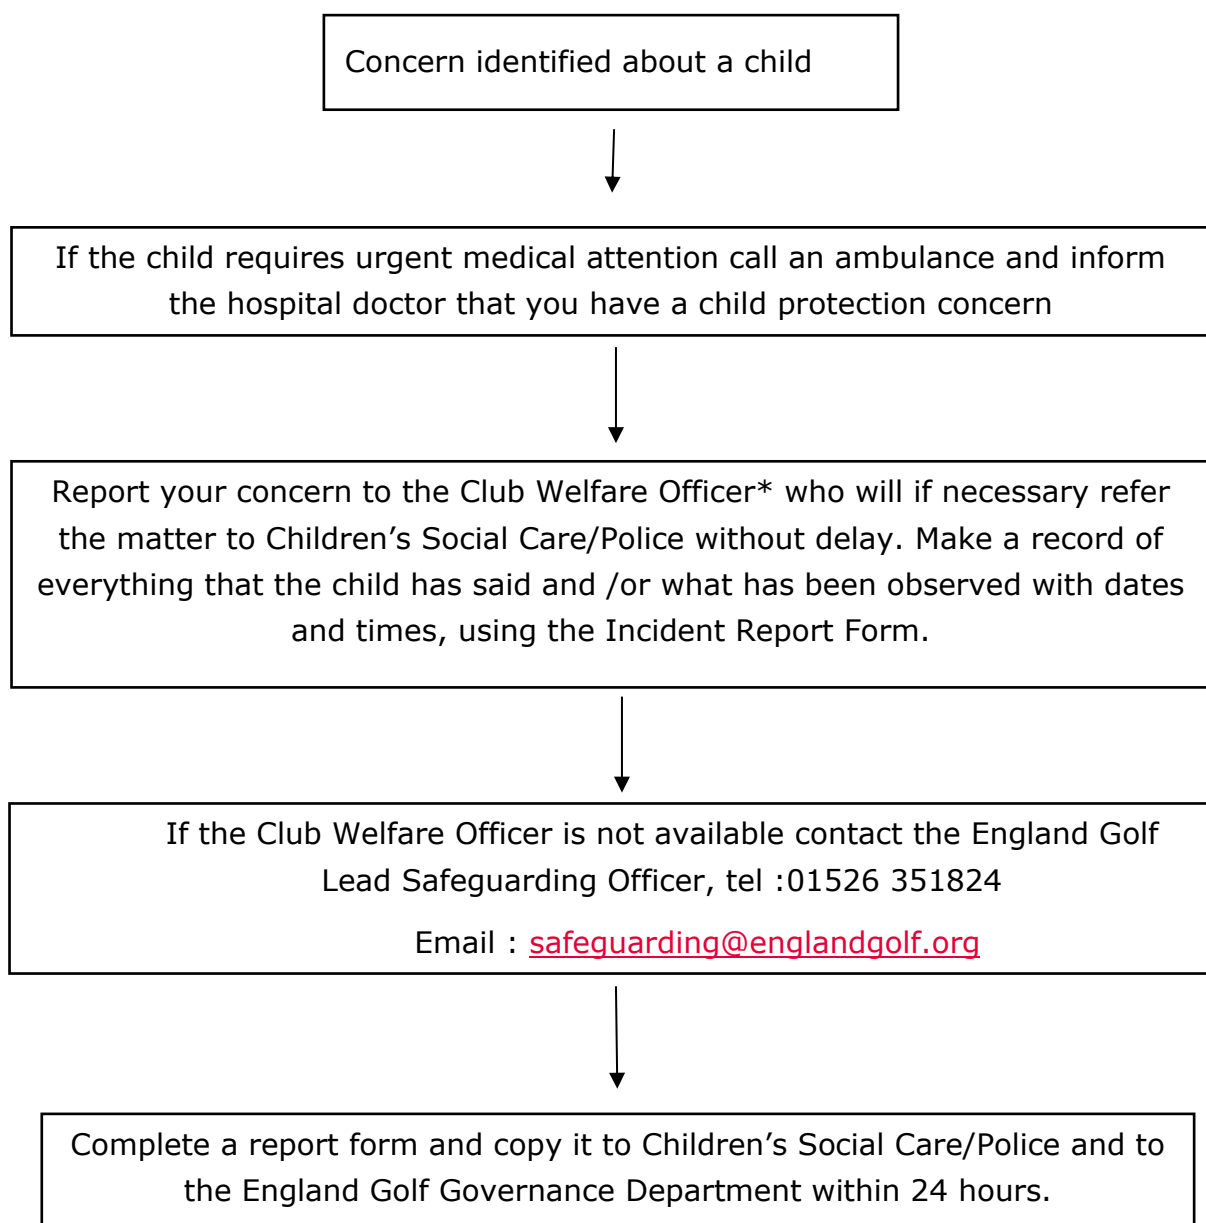 Concern identified about a child
If the child requires urgent medical attention call an ambulance and inform
the hospital doctor that you have a child protection concern
Report your concern to the Club Welfare Officer* who will if necessary refer
the matter to Children’s Social Care/Police without delay. Make a record of
everything that the child has said and /or what has been observed with dates
and times, using the Incident Report Form.
If the Club Welfare Officer is not available contact the England Golf
Lead Safeguarding Officer, tel :01526 351824
Email : safeguarding@englandgolf.org
Complete a report form and copy it to Children’s Social Care/Police and to
the England Golf Governance Department within 24 hours.